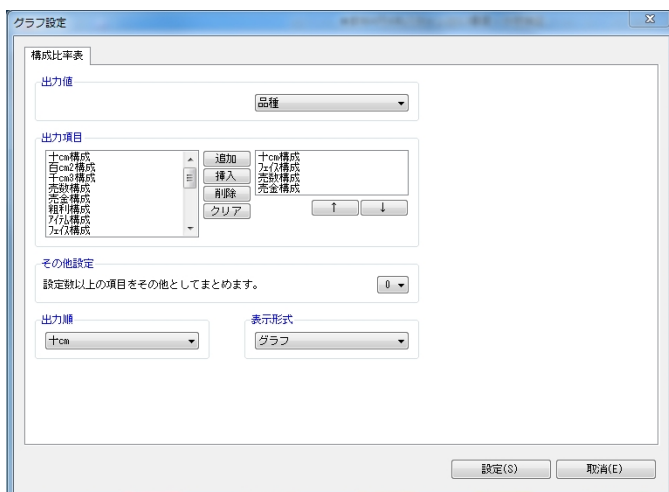 グラフ設定
構成比率表
出力値
品種
出力項目
十cm構成
百cm2構成
千cm3構成
売数構成
売金構成
粗利構成
ｱｲﾃﾑ構成
ﾌｪｲｽ構成
追加
挿入
削除
クリア
十cm構成
ﾌｪｲｽ構成
売数構成
売金構成
↑
↓
その他設定
設定数以上の項目をその他としてまとめます。
0
出力順
十cm
表示形式
グラフ
設定(S)
取消(E)